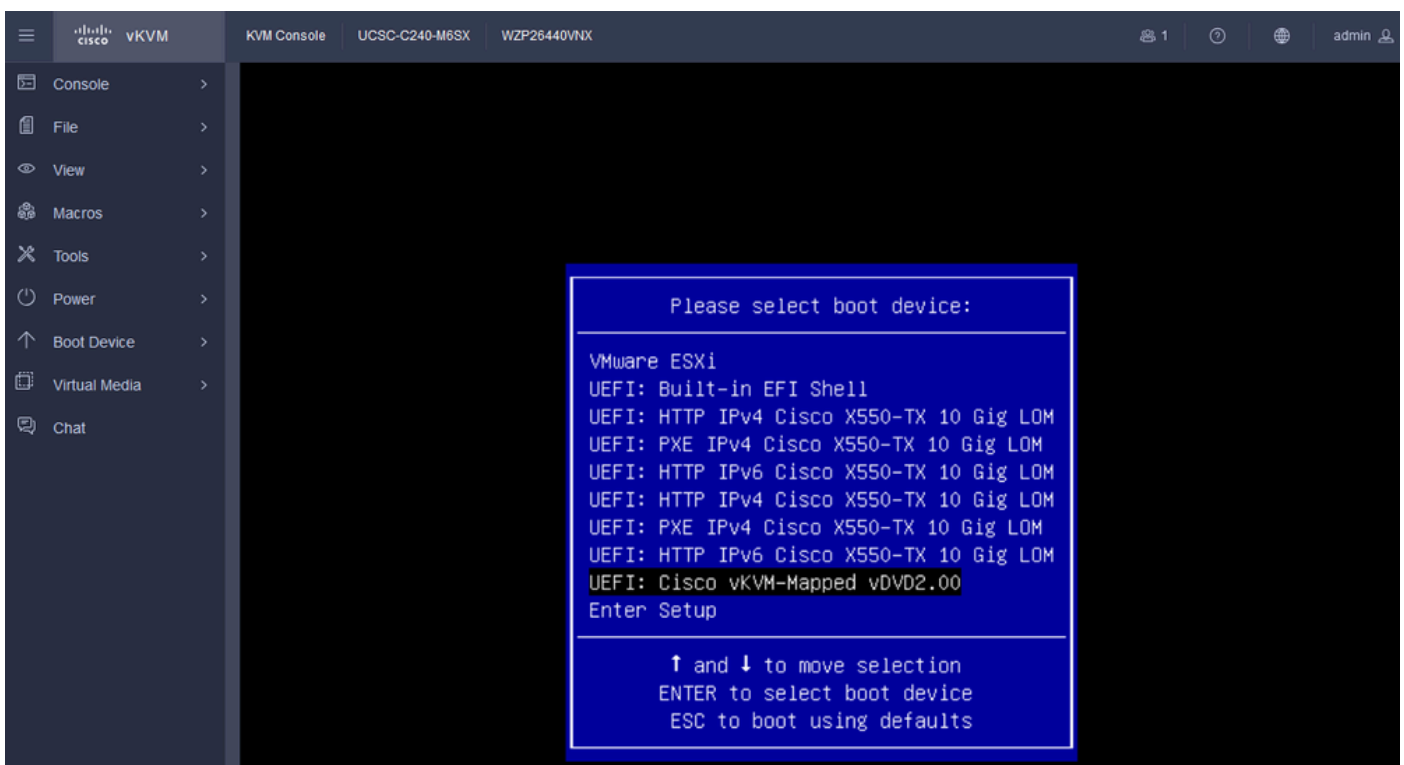 cisco vKVM KVM Console UCSC-C240-M6SX WZP26440VNX 1 admin
Console
File
View
Macros
Tools
Power
Boot Device
Virtual Media
Chat
Please select boot device:
VMware ESXi
UEFI: Built-in EFI Shell
UEFI: HTTP IPv4 Cisco X550-TX 10 Gig LOM
UEFI: PXE IPv4 Cisco X550-TX 10 Gig LOM
UEFI: HTTP IPv6 Cisco X550-TX 10 Gig LOM
UEFI: HTTP IPv4 Cisco X550-TX 10 Gig LOM
UEFI: PXE IPv4 Cisco X550-TX 10 Gig LOM
UEFI: HTTP IPv6 Cisco X550-TX 10 Gig LOM
UEFI: Cisco vKVM-Mapped vDVD2.00
Enter Setup
↑ and ↓ to move selection
ENTER to select boot device
ESC to boot using defaults